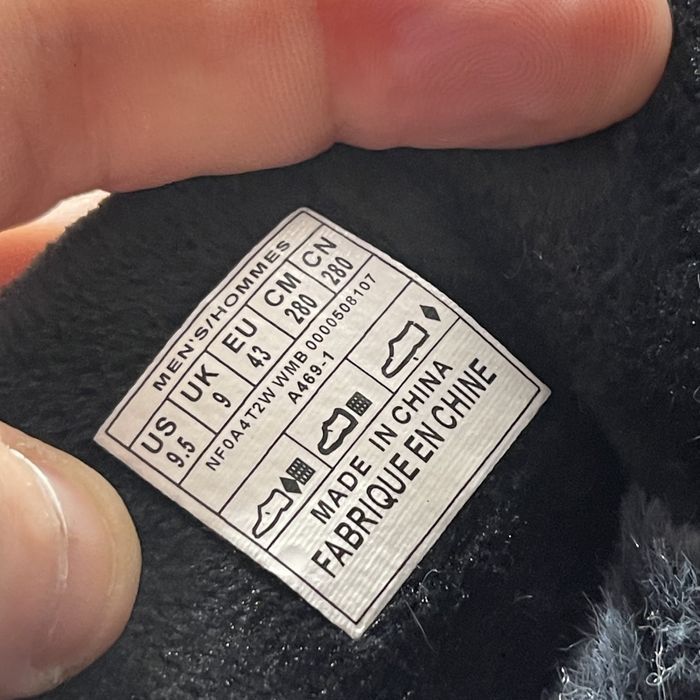 MEN'S/HOMMES
US UK EU CM CN
9.5 9 43 280 280
NF0A4T2W WMB 0000508107
A469-1
MADE IN CHINA
FABRIQUE EN CHINE